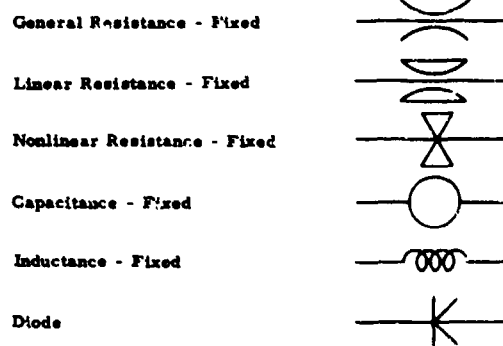 General Resistance - Fixed
Linear Resistance - Fixed
Nonlinear Resistance - Fixed
Capacitance - Fixed
Inductance - Fixed
Diode